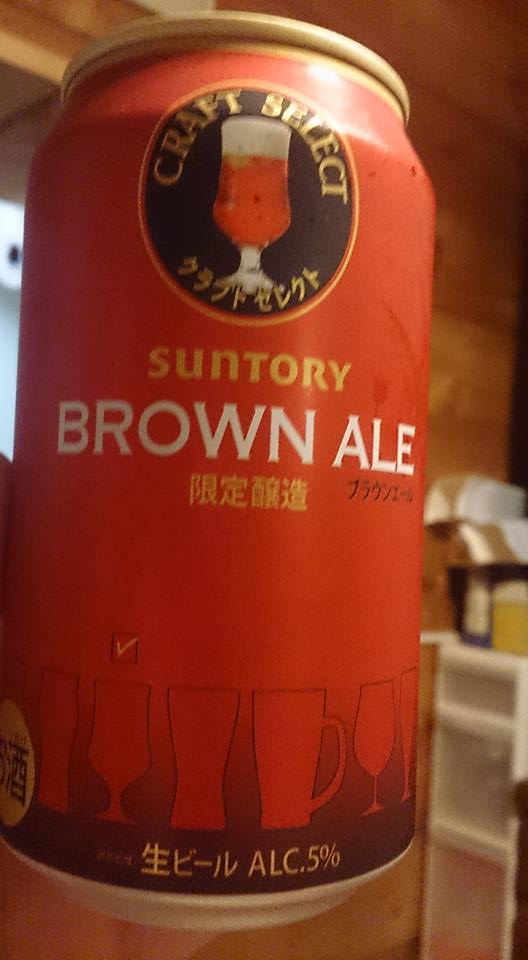 CRAFT SELECT
クラフトセレクト
SUNTORY
BROWN ALE
限定醸造 ブラウンエール
お酒
生ビール ALC.5%